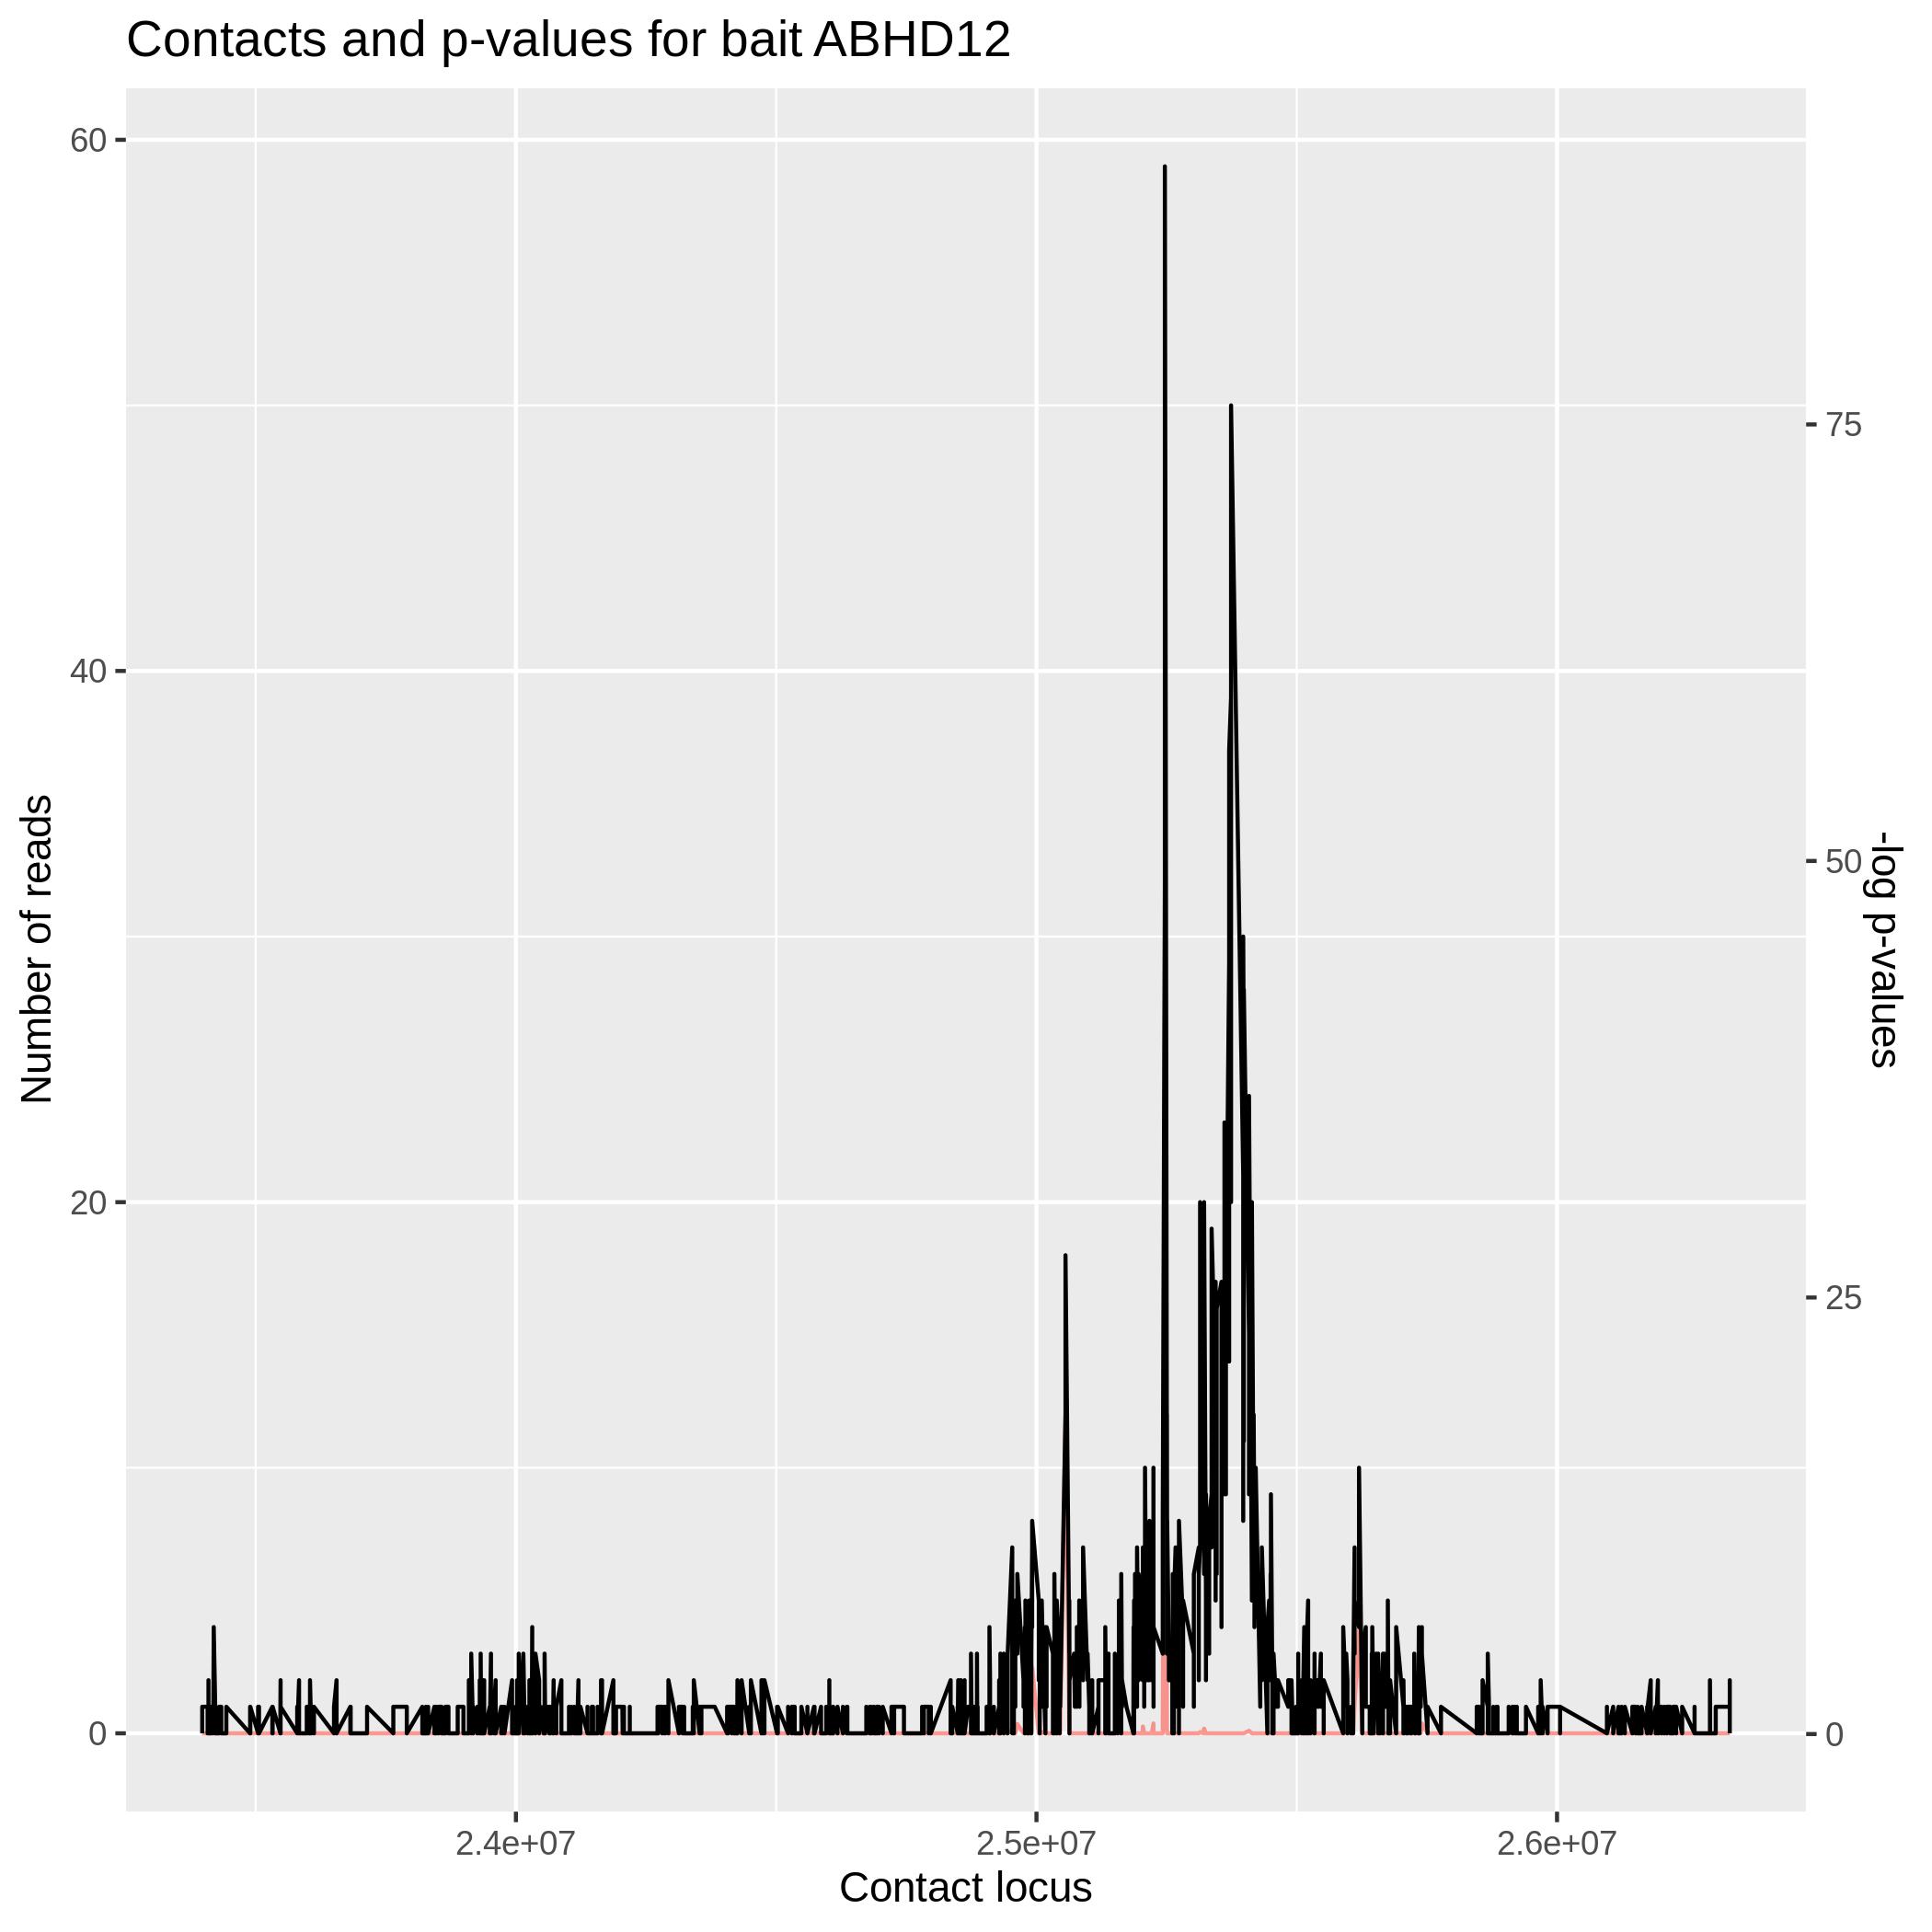 Contacts and p-values for bait ABHD12
60
40
20
0
75
50
25
0
Number of reads
-log p-values
2.4e+07
2.5e+07
2.6e+07
Contact locus